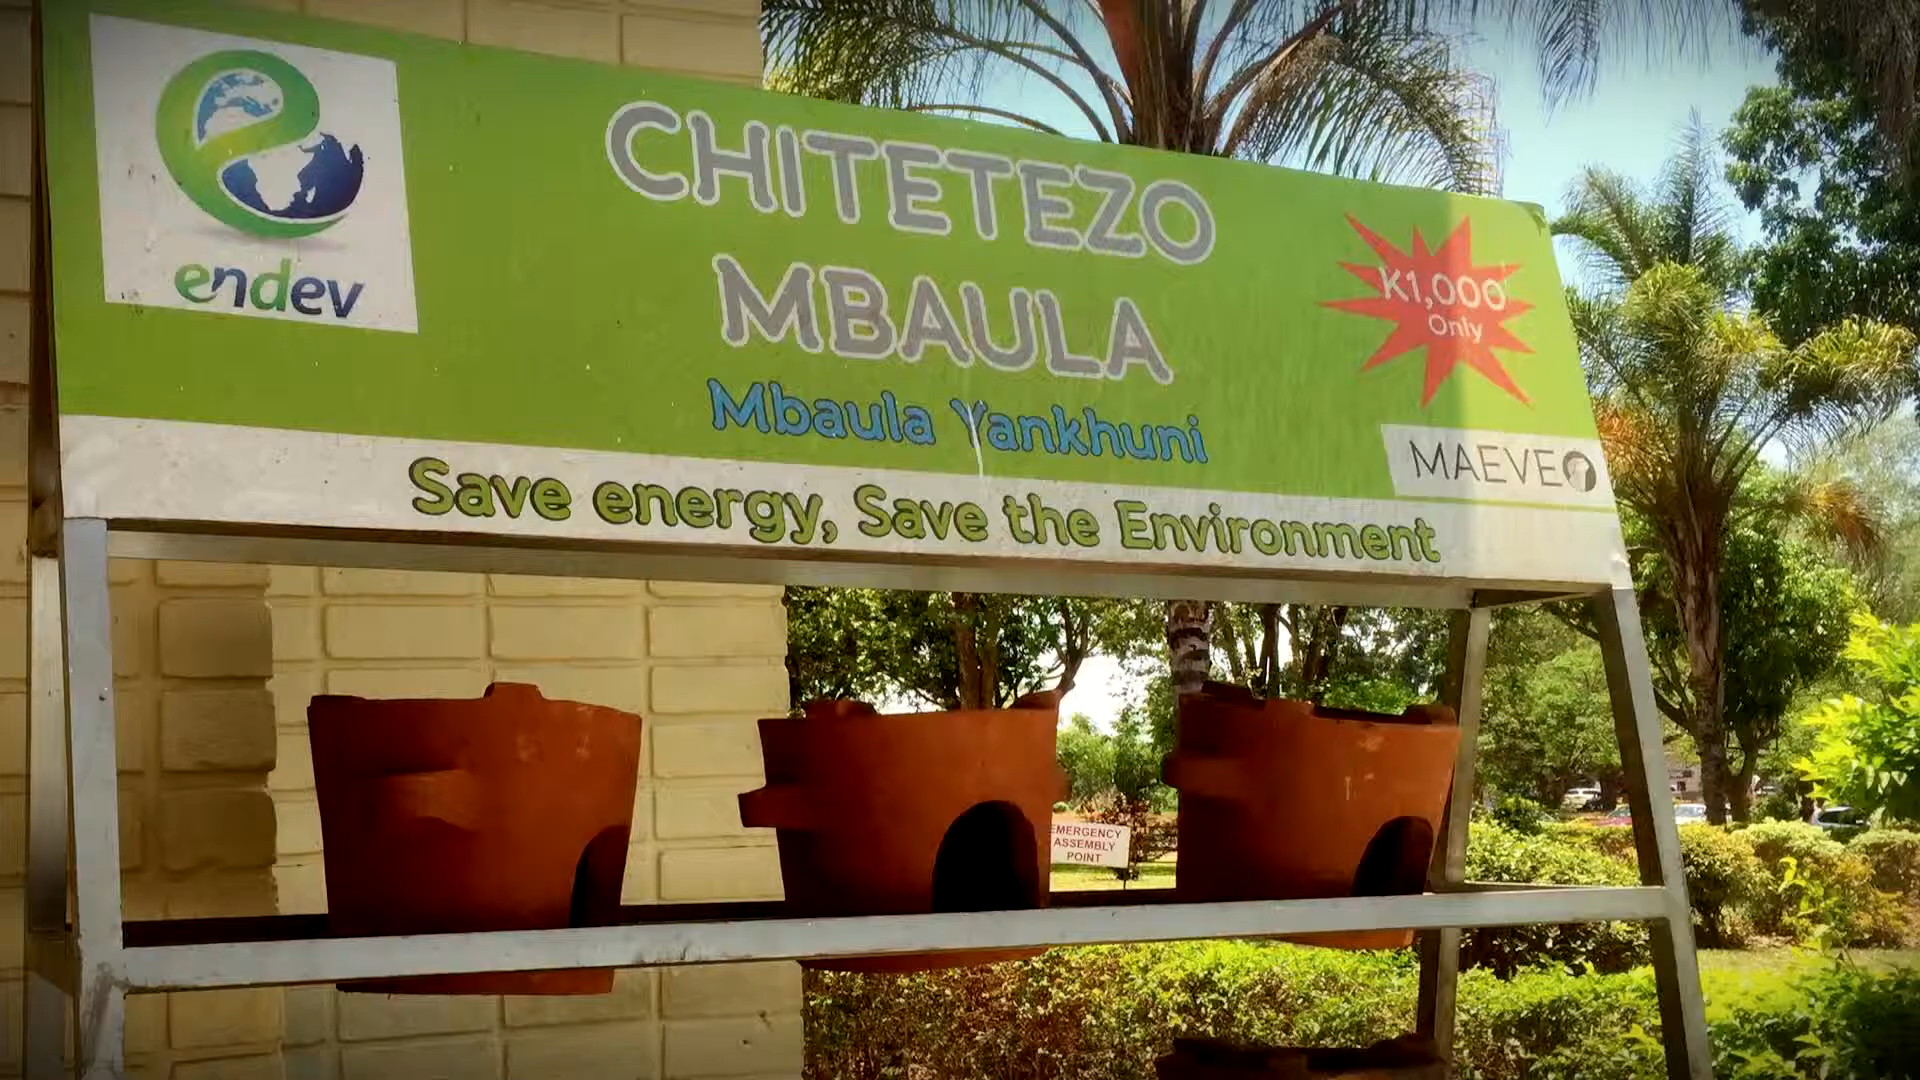 endev
CHITETEZO
MBAULA
Mbaula Yankhuni
K1,000
Only
MAEVE
Save energy, Save the Environment
EMERGENCY
ASSEMBLY
POINT